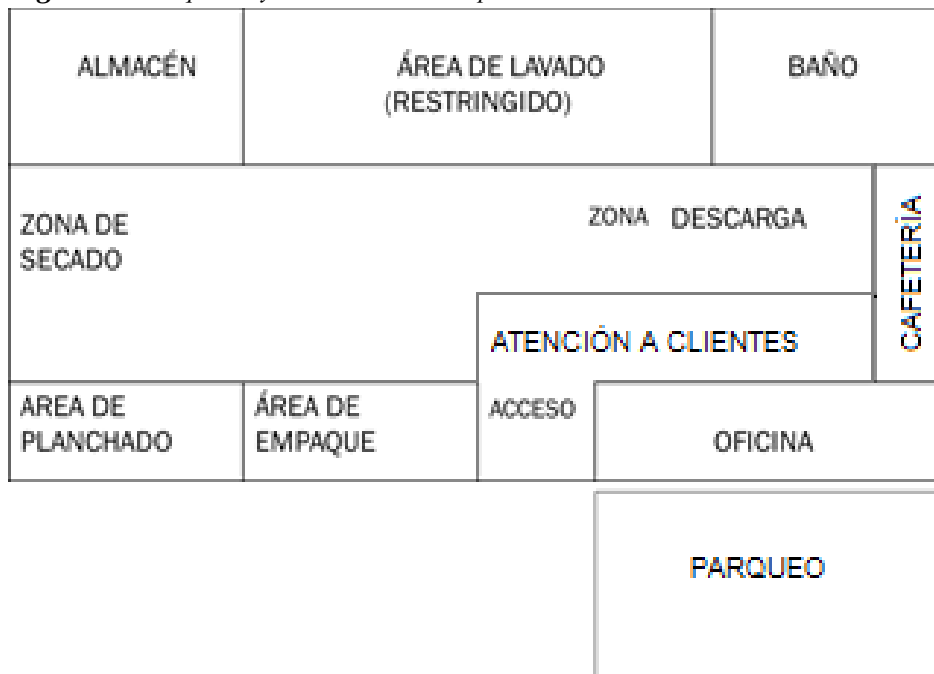 ALMACÉN
ÁREA DE LAVADO
(RESTRINGIDO)
BAÑO
ZONA DE
SECADO
ZONA DESCARGA
CAFETERÍA
ATENCIÓN A CLIENTES
AREA DE
PLANCHADO
ÁREA DE
EMPAQUE
ACCESO
OFICINA
PARQUEO